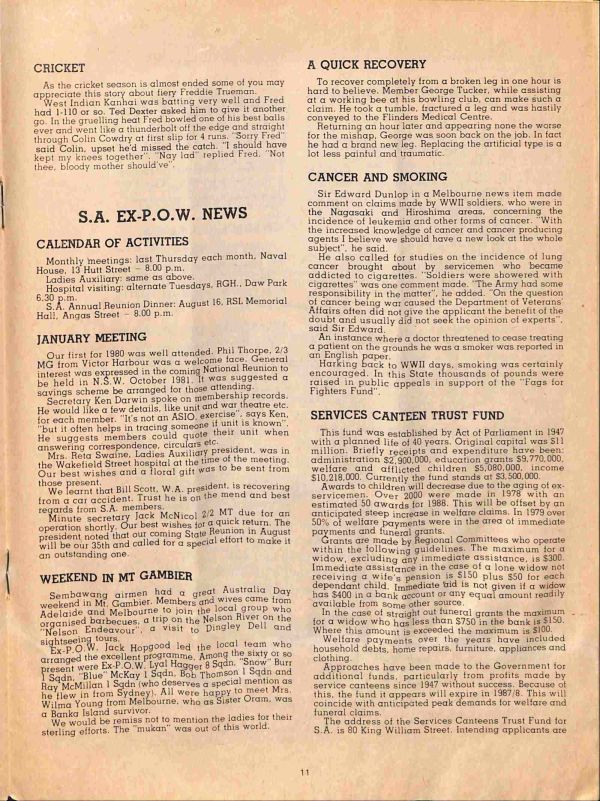 CRICKET
As the cricket season is almost ended some of you may
appreciate this story about fiery Freddie Trueman.
West Indian Kanhai was batting very well and Fred
had 1-110 or so. Ted Dexter asked him to give it another
go. In the gruelling heat Fred bowled one of his best balls
ever and went like a thunderbolt off the edge and straight
through Colin Cowdry at first slip for 4 runs. "Sorry Fred"
said Colin, upset he'd missed the catch. "I should have
kept my knees together". "Nay lad" replied Fred. "Not
thee, bloody mother should've".
S.A. EX-P.O.W. NEWS
CALENDAR OF ACTIVITIES
Monthly meetings: last Thursday each month, Naval
House, 13 Hutt Street – 8.00 p.m.
Ladies Auxiliary: same as above.
Hospital visiting: alternate Tuesdays, RGH., Daw Park
6.30 p.m.
S.A. Annual Reunion Dinner: August 16, RSL Memorial
Hall, Angas Street – 8.00 p.m.
JANUARY MEETING
Our first for 1980 was well attended. Phil Thorpe, 2/3
MG from Victor Harbour was a welcome face. General
interest was expressed in the coming National Reunion to
be held in N.S.W. October 1981. It was suggested a
savings scheme be arranged for those attending.
Secretary Ken Darwin spoke on membership records.
He would like a few details, like unit and war theatre etc.
for each member. "It's not an ASIO. exercise", says Ken,
"but it often helps in tracing someone if unit is known".
He suggests members could quote their unit when
answering correspondence, circulars etc.
Mrs. Reta Swaine, Ladies Auxiliary president, was in
the Wakefield Street hospital at the time of the meeting.
Our best wishes and a floral gift was to be sent from
those present.
We learnt that Bill Scott, W.A. president, is recovering
from a car accident. Trust he is on the mend and best
regards from S.A. members.
Minute secretary Jack McNicol 2/2 MT due for an
operation shortly. Our best wishes for a quick return. The
president noted that our coming State Reunion in August
will be our 35th and called for a special effort to make it
an outstanding one.
WEEKEND IN MT GAMBIER
Sembawang airmen had a great Australia Day
weekend in Mt. Gambier. Members and wives came from
Adelaide and Melbourne to join the local group who
organised barbecues, a trip on the Nelson River on the
"Nelson Endeavour", a visit to Dingley Dell and
sightseeing tours.
Ex-P.O.W. Jack Hopgood led the local team who
arranged the excellent programme. Among the sixty or so
present were Ex-P.O.W. Lyal Hagger 8 Sqdn, "Snow" Burr
1 Sqdn, "Blue" McKay 1 Sqdn, Bob Thomson 1 Sqdn and
Ray McMillan 1 Sqdn (who deserves a special mention as
he flew in from Sydney). All were happy to meet Mrs.
Wilma Young from Melbourne, who as Sister Oram, was
a Banka Island survivor.
We would be remiss not to mention the ladies for their
sterling efforts. The "mukan" was out of this world.
A QUICK RECOVERY
To recover completely from a broken leg in one hour is
hard to believe. Member George Tucker, while assisting
at a working bee at his bowling club, can make such a
claim. He took a tumble, fractured a leg and was hastily
conveyed to the Flinders Medical Centre.
Returning an hour later and appearing none the worse
for the mishap, George was soon back on the job. In fact
he had a brand new leg. Replacing the artificial type is a
lot less painful and traumatic.
CANCER AND SMOKING
Sir Edward Dunlop in a Melbourne news item made
comment on claims made by WWII soldiers, who were in
the Nagasaki and Hiroshima areas, concerning the
incidence of leukemia and other forms of cancer. "With
the increased knowledge of cancer and cancer producing
agents I believe we should have a new look at the whole
subject", he said.
He also called for studies on the incidence of lung
cancer brought about by servicemen who became
addicted to cigarettes. "Soldiers were showered with
cigarettes" was one comment made. "The Army had some
responsibility in the matter", he added. "On the question
of cancer being war caused the Department of Veterans'
Affairs often did not give the applicant the benefit of the
doubt and usually did not seek the opinion of experts",
said Sir Edward.
An instance where a doctor threatened to cease treating
a patient on the grounds he was a smoker was reported in
an English paper.
Harking back to WWII days, smoking was certainly
encouraged. In this State thousands of pounds were
raised in public appeals in support of the "Fags for
Fighters Fund".
SERVICES CANTEEN TRUST FUND
This fund was established by Act of Parliament in 1947
with a planned life of 40 years. Original capital was $11
million. Briefly receipts and expenditure have been:
administration $2,900,000, education grants $9,770,000,
welfare and afflicted children $5,080,000, income
$10,218,000. Currently the fund stands at $3,500,000.
Awards to children will decrease due to the aging of ex-
servicemen. Over 2000 were made in 1978 with an
estimated 50 awards for 1988. This will be offset by an
anticipated steep increase in welfare claims. In 1979 over
50% of welfare payments were in the area of immediate
payments and funeral grants.
Grants are made by Regional Committees who operate
within the following guidelines. The maximum for a
widow, excluding any immediate assistance, is $300.
Immediate assistance in the case of a lone widow not
receiving a wife's pension is $150 plus $50 for each
dependant child. Immediate aid is not given if a widow
has $400 in a bank account or any equal amount readily
available from some other source.
In the case of straight out funeral grants the maximum
for a widow who has less than $750 in the bank is $150.
Where this amount is exceeded the maximum is $100.
Welfare payments over the years have included
household debts, home repairs, furniture, appliances and
clothing.
Approaches have been made to the Government for
additional funds, particularly from profits made by
service canteens since 1947 without success. Because of
this, the fund it appears will expire in 1987/8. This will
coincide with anticipated peak demands for welfare and
funeral claims.
The address of the Services Canteens Trust Fund for
S.A. is 80 King William Street. Intending applicants are
11